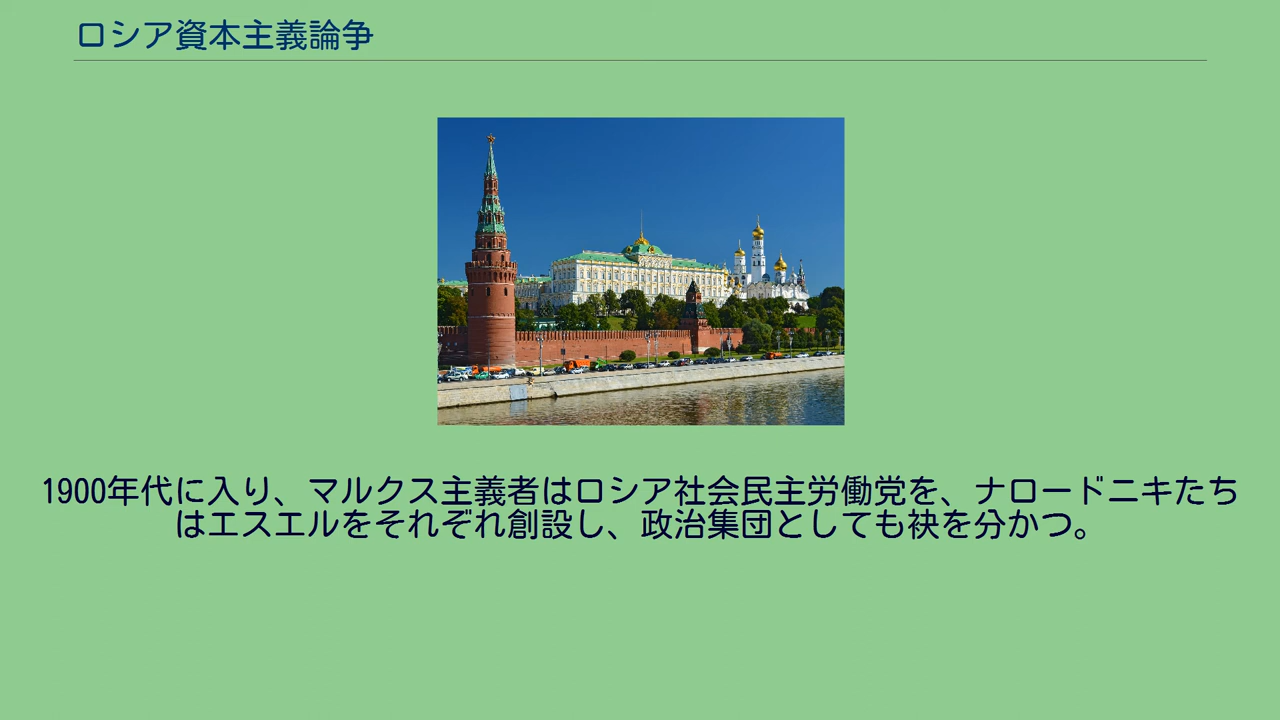 ロシア資本主義論争
1900年代に入り、マルクス主義者はロシア社会民主労働党を、ナロードニキたち
はエスエルをそれぞれ創設し、政治集団としても袂を分かつ。